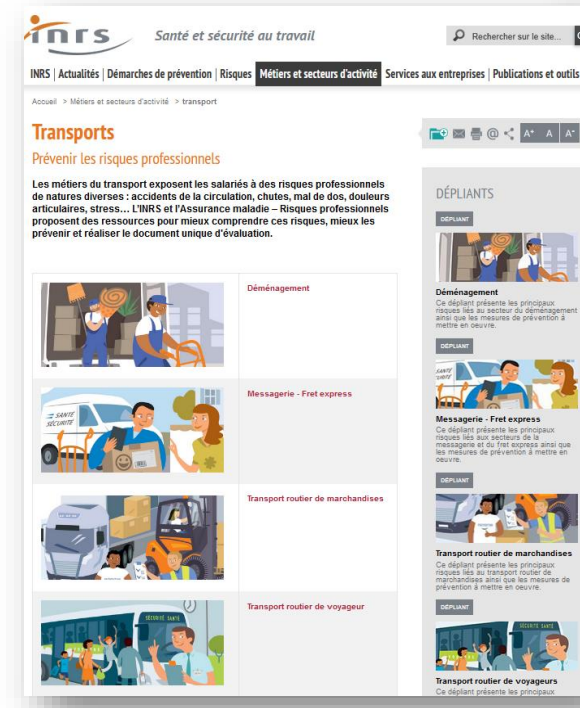 inrs
Santé et sécurité au travail
Rechercher sur le site...
INRS | Actualités | Démarches de prévention | Risques | Métiers et secteurs d'activité | Services aux entreprises | Publications et outils
Accueil > Métiers et secteurs d'activité > transport
Transports
Prévenir les risques professionnels
Les métiers du transport exposent les salariés à des risques professionnels
de natures diverses : accidents de la circulation, chutes, mal de dos, douleurs
articulaires, stress… L'INRS et l'Assurance maladie – Risques professionnels
proposent des ressources pour mieux comprendre ces risques, mieux les
prévenir et réaliser le document unique d'évaluation.
Déménagement
Messagerie - Fret express
SANTÉ
SÉCURITÉ
Transport routier de marchandises
Transport routier de voyageur
SÉCURITÉ SANTÉ
A+ A A-
DÉPLIANTS
DÉPLIANT
Déménagement
Ce dépliant présente les principaux
risques liés au secteur du déménagement
ainsi que les mesures de prévention à
mettre en oeuvre.
DÉPLIANT
SANTÉ
SÉCURITÉ
Messagerie - Fret express
Ce dépliant présente les principaux
risques liés aux secteurs de la
messagerie et du fret express ainsi que
les mesures de prévention à mettre en
oeuvre.
DÉPLIANT
Transport routier de marchandises
Ce dépliant présente les principaux
risques liés au transport routier de
marchandises ainsi que les mesures de
prévention à mettre en oeuvre.
DÉPLIANT
SÉCURITÉ SANTÉ
Transport routier de voyageurs
Ce dépliant présente les principaux